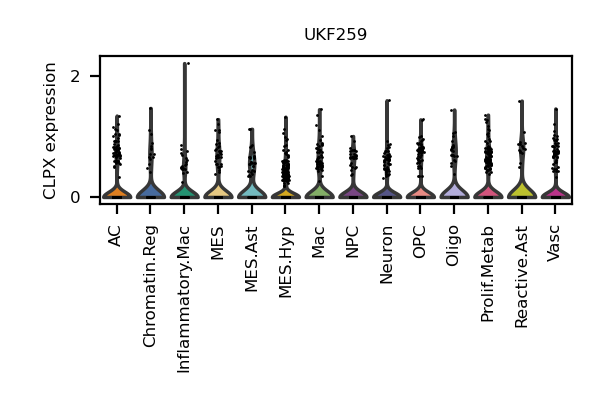 UKF259
CLPX expression
2
0
AC
Chromatin.Reg
Inflammatory.Mac
MES
MES.Ast
MES.Hyp
Mac
NPC
Neuron
OPC
Oligo
Prolif.Metab
Reactive.Ast
Vasc